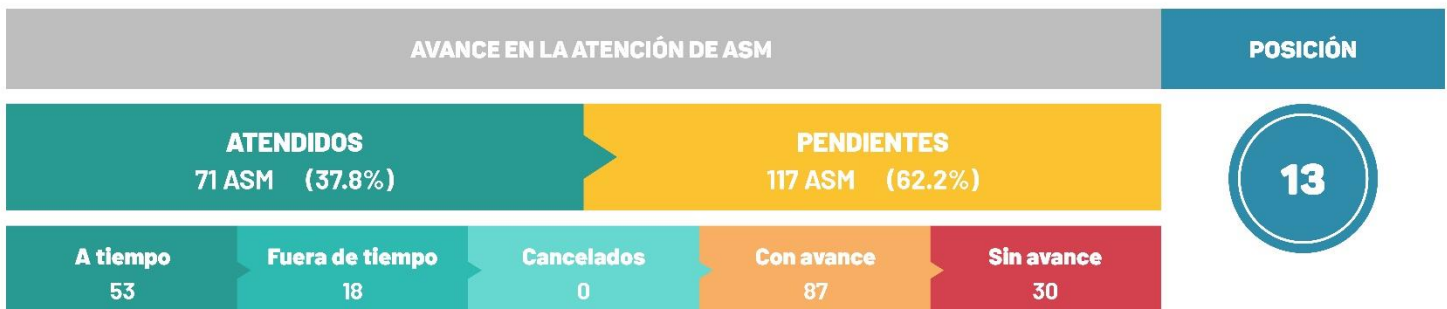 AVANCE EN LA ATENCIÓN DE ASM
POSICIÓN
ATENDIDOS
71 ASM (37.8%)
PENDIENTES
117 ASM (62.2%)
13
A tiempo
53
Fuera de tiempo
18
Cancelados
0
Con avance
87
Sin avance
30